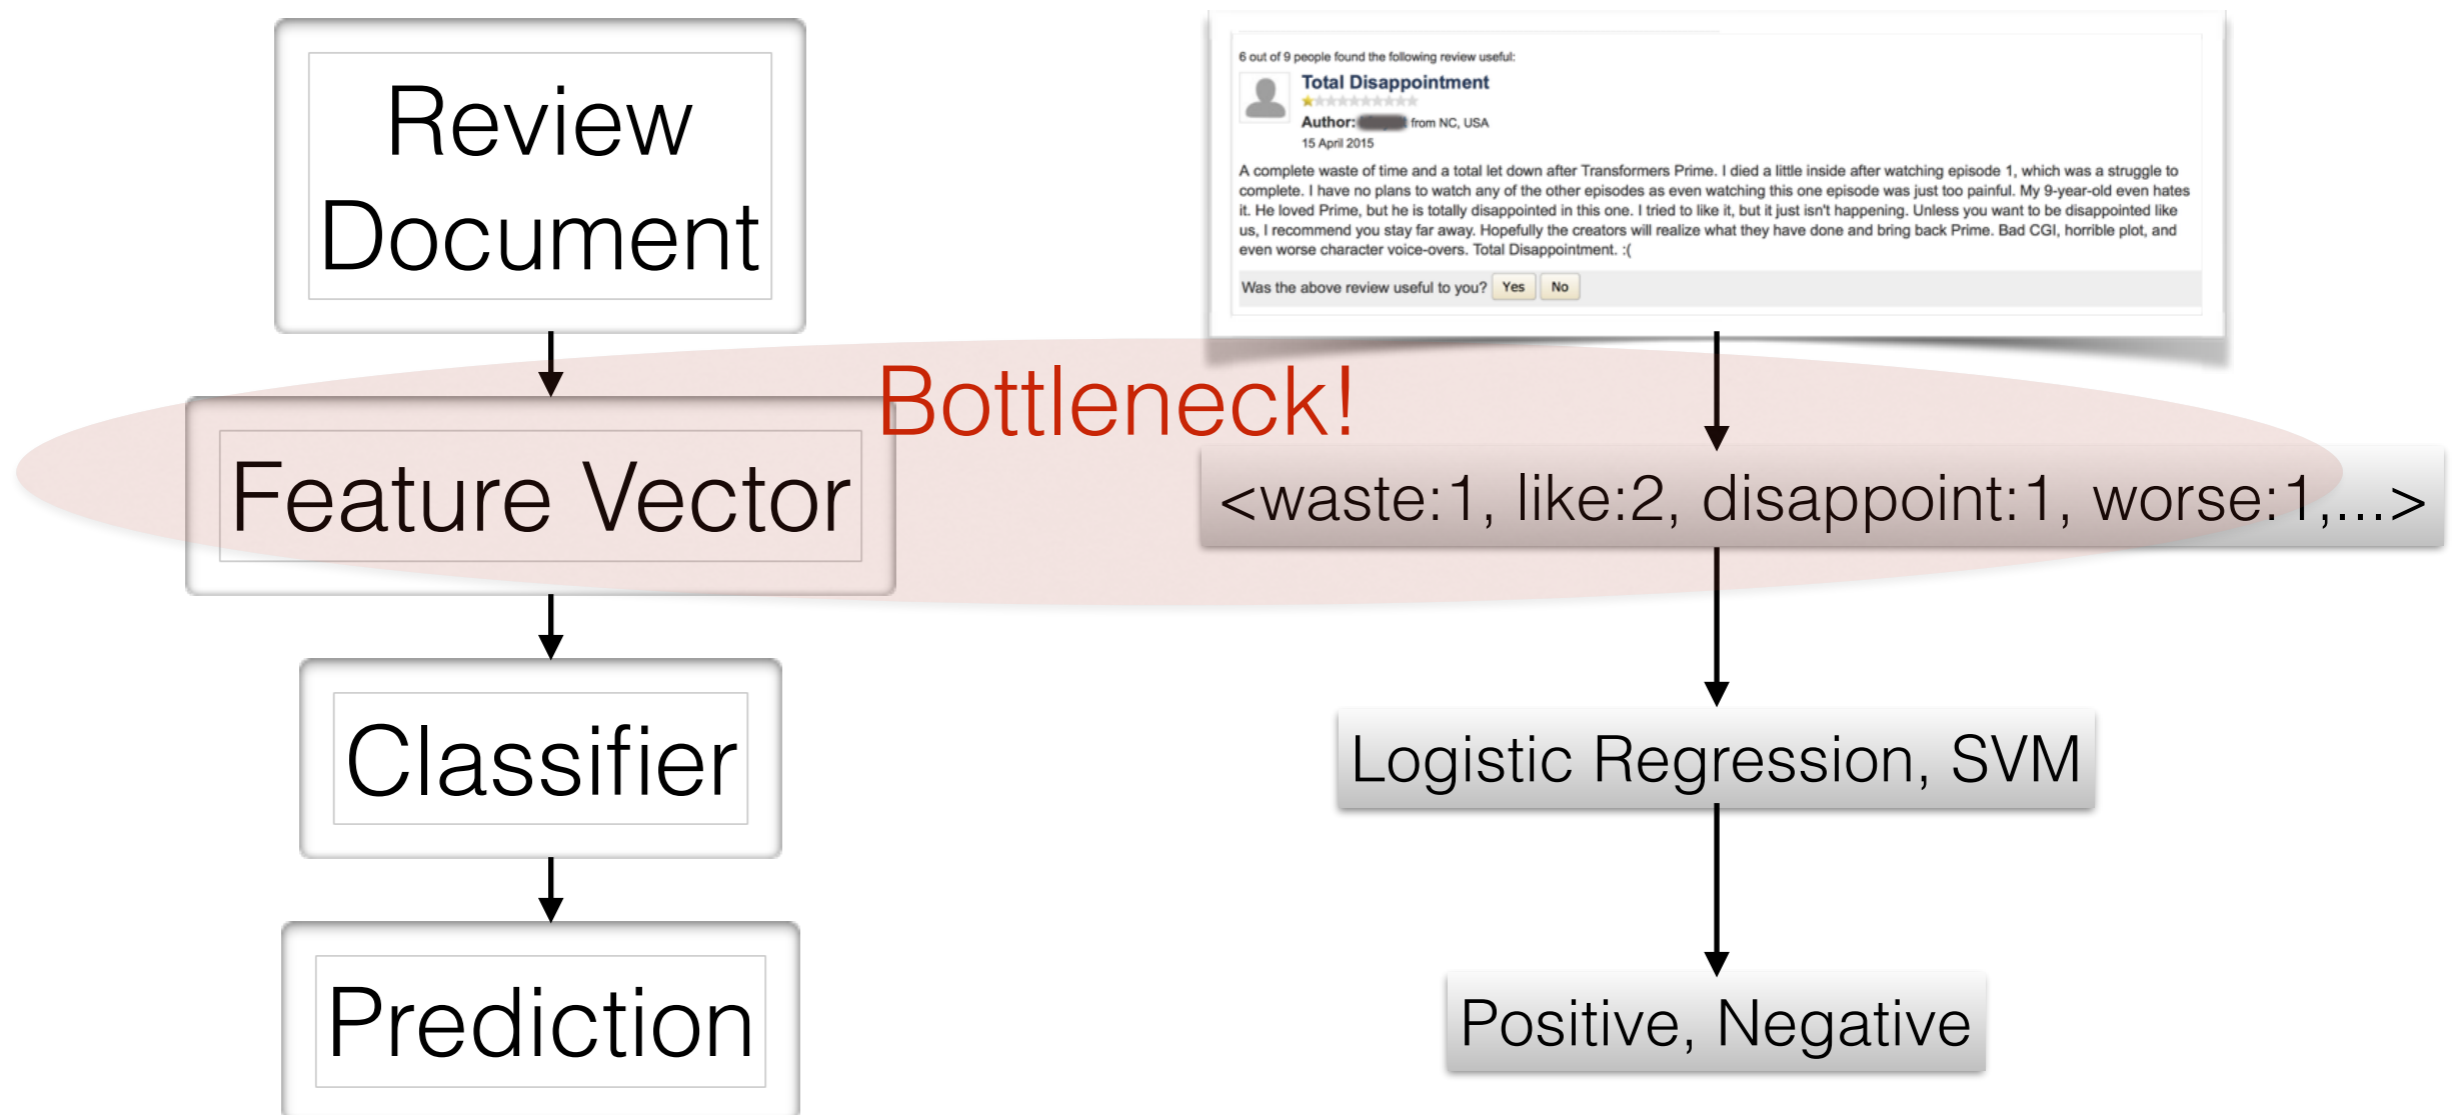 Review
Document
6 out of 9 people found the following review useful:
Total Disappointment
Author: from NC, USA
15 April 2015
A complete waste of time and a total let down after Transformers Prime. I died a little inside after watching episode 1, which was a struggle to
complete. I have no plans to watch any of the other episodes as even watching this one episode was just too painful. My 9-year-old even hates
it. He loved Prime, but he is totally disappointed in this one. I tried to like it, but it just isn't happening. Unless you want to be disappointed like
us, I recommend you stay far away. Hopefully the creators will realize what they have done and bring back Prime. Bad CGI, horrible plot, and
even worse character voice-overs. Total Disappointment. :(
Was the above review useful to you? Yes No
Bottleneck!
Feature Vector
<waste:1, like:2, disappoint:1, worse:1,...>
Classifier
Logistic Regression, SVM
Prediction
Positive, Negative